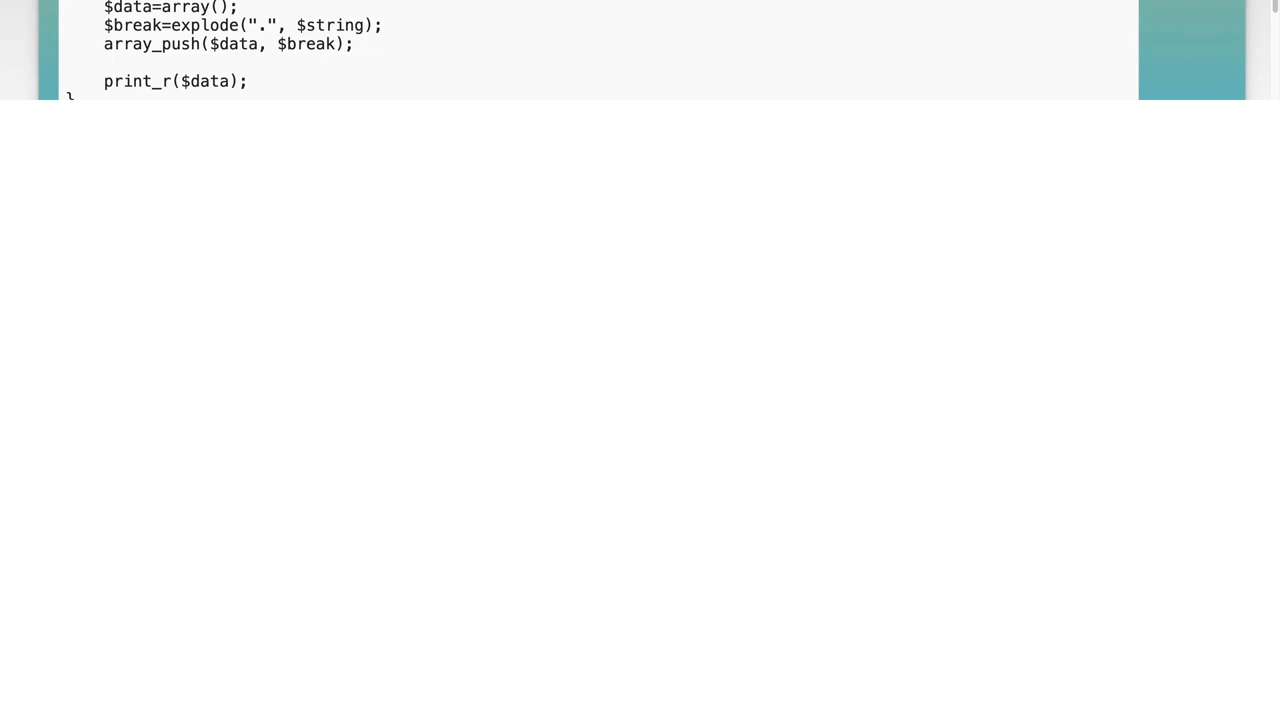 $data=array();
$break=explode(".", $string);
array_push($data, $break);
print_r($data);
}